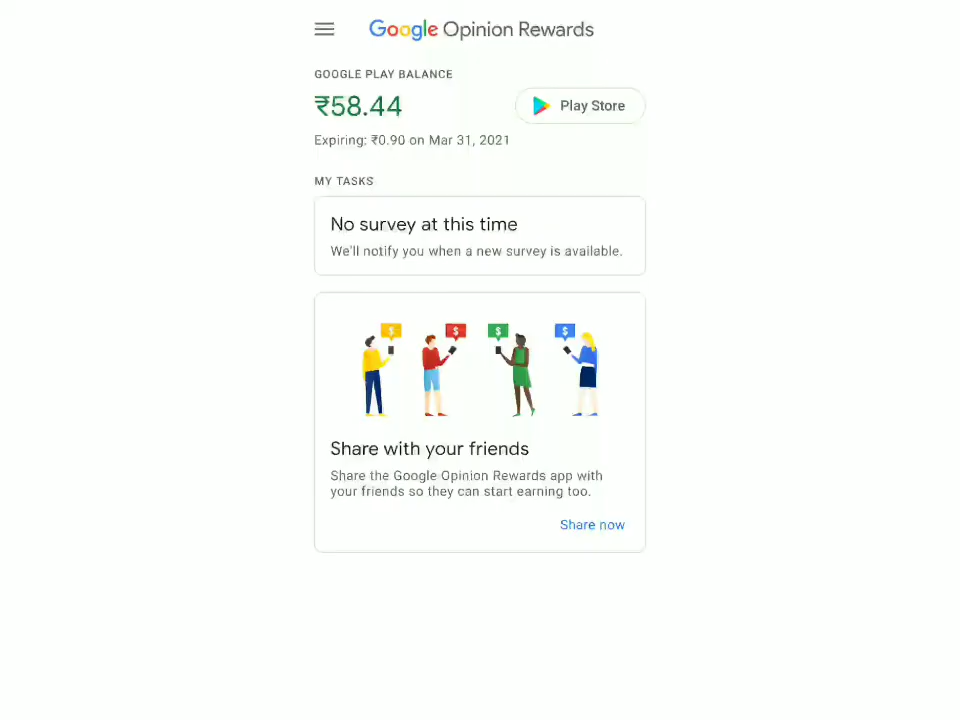 Google Opinion Rewards
GOOGLE PLAY BALANCE
₹58.44
Play Store
Expiring: ₹0.90 on Mar 31, 2021
MY TASKS
No survey at this time
We'll notify you when a new survey is available.
$ $ $ $
Share with your friends
Share the Google Opinion Rewards app with
your friends so they can start earning too.
Share now